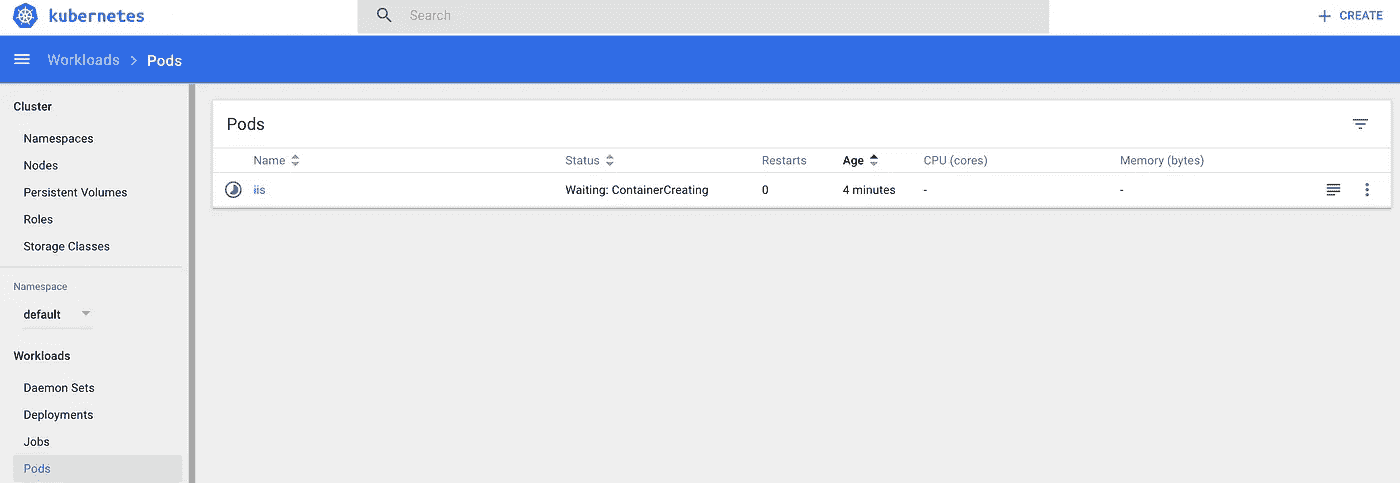 kubernetes
Search
CREATE
Workloads > Pods
Cluster
Namespaces
Nodes
Persistent Volumes
Roles
Storage Classes
Namespace
default
Workloads
Daemon Sets
Deployments
Jobs
Pods
Pods
Name Status Restarts Age CPU (cores) Memory (bytes)
iis Waiting: ContainerCreating 0 4 minutes - -